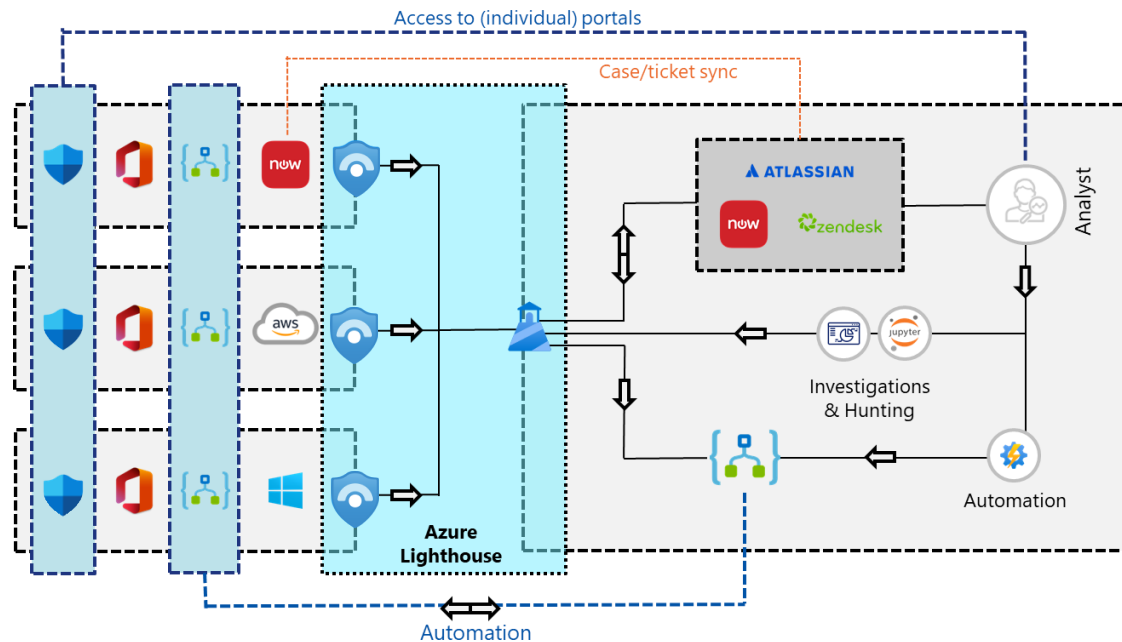 Access to (individual) portals
Case/ticket sync
now
ATLASSIAN
now
zendesk
Analyst
aws
jupyter
Investigations
& Hunting
Azure
Lighthouse
Automation
Automation